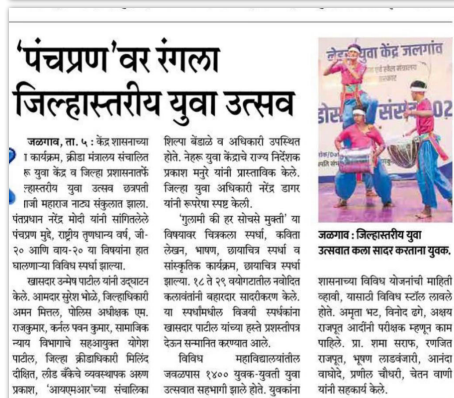 'पंचप्रण'वर रंगला
जिल्हास्तरीय युवा उत्सव
जळगाव, ता. ५ : केंद्र शासनाच्या
कार्यक्रम, क्रीडा मंत्रालय संचालित
युवा केंद्र व जिल्हा प्रशासनातर्फे
जिल्हास्तरीय युवा उत्सव छत्रपती
महाराज नाट्य संकुलात झाला.
पंतप्रधान नरेंद्र मोदी यांनी सांगितलेले
पंचप्रण मुद्दे, राष्ट्रीय तृणधान्य वर्ष, जी-
२० आणि वाय-२० या विषयांना हात
घालणाऱ्या विविध स्पर्धा झाल्या.
खासदार उन्मेष पाटील यांनी उद्‌घाटन
केले. आमदार सुरेश भोळे, जिल्हाधिकारी
अमन मित्तल, पोलिस अधीक्षक एम.
राजकुमार, कर्नल पवन कुमार, सामाजिक
न्याय विभागाचे सहआयुक्त योगेश
पाटील, जिल्हा क्रीडाधिकारी मिलिंद
दीक्षित, लीड बँकेचे व्यवस्थापक अरुण
प्रकाश, 'आयएमआर'च्या संचालिका
शिल्पा बेंडाळे व अधिकारी उपस्थित
होते. नेहरू युवा केंद्राचे राज्य निर्देशक
प्रकाश मनुरे यांनी प्रास्ताविक केले.
जिल्हा युवा अधिकारी नरेंद्र डागर
यांनी रूपरेषा स्पष्ट केली.
'गुलामी की हर सोचसे मुक्ती' या
विषयावर चित्रकला स्पर्धा, कविता
लेखन, भाषण, छायाचित्र स्पर्धा व
सांस्कृतिक कार्यक्रम, छायाचित्र स्पर्धा
झाल्या. १८ ते २९ वयोगटातील नवोदित
कलावंतांनी बहारदार सादरीकरण केले.
या स्पर्धांमधील विजयी स्पर्धकांना
खासदार पाटील यांच्या हस्ते प्रशस्तीपत्र
देऊन सन्मानित करण्यात आले.
विविध महाविद्यालयांतील
जवळपास १४०० युवक-युवती युवा
उत्सवात सहभागी झाले होते. युवकांना
युवा केंद्र जळगांव
जळगाव : जिल्हास्तरीय युवा
उत्सवात कला सादर करताना युवक.
शासनाच्या विविध योजनांची माहिती
व्हावी, यासाठी विविध स्टॉल लावले
होते. अमृता भट, विनोद ढगे, अक्षय
राजपूत आदींनी परीक्षक म्हणून काम
पाहिले. प्रा. शमा सराफ, रणजित
राजपूत, भूषण लाडवंजारी, आनंदा
वाघोदे, प्रणील चौधरी, चेतन वाणी
यांनी सहकार्य केले.